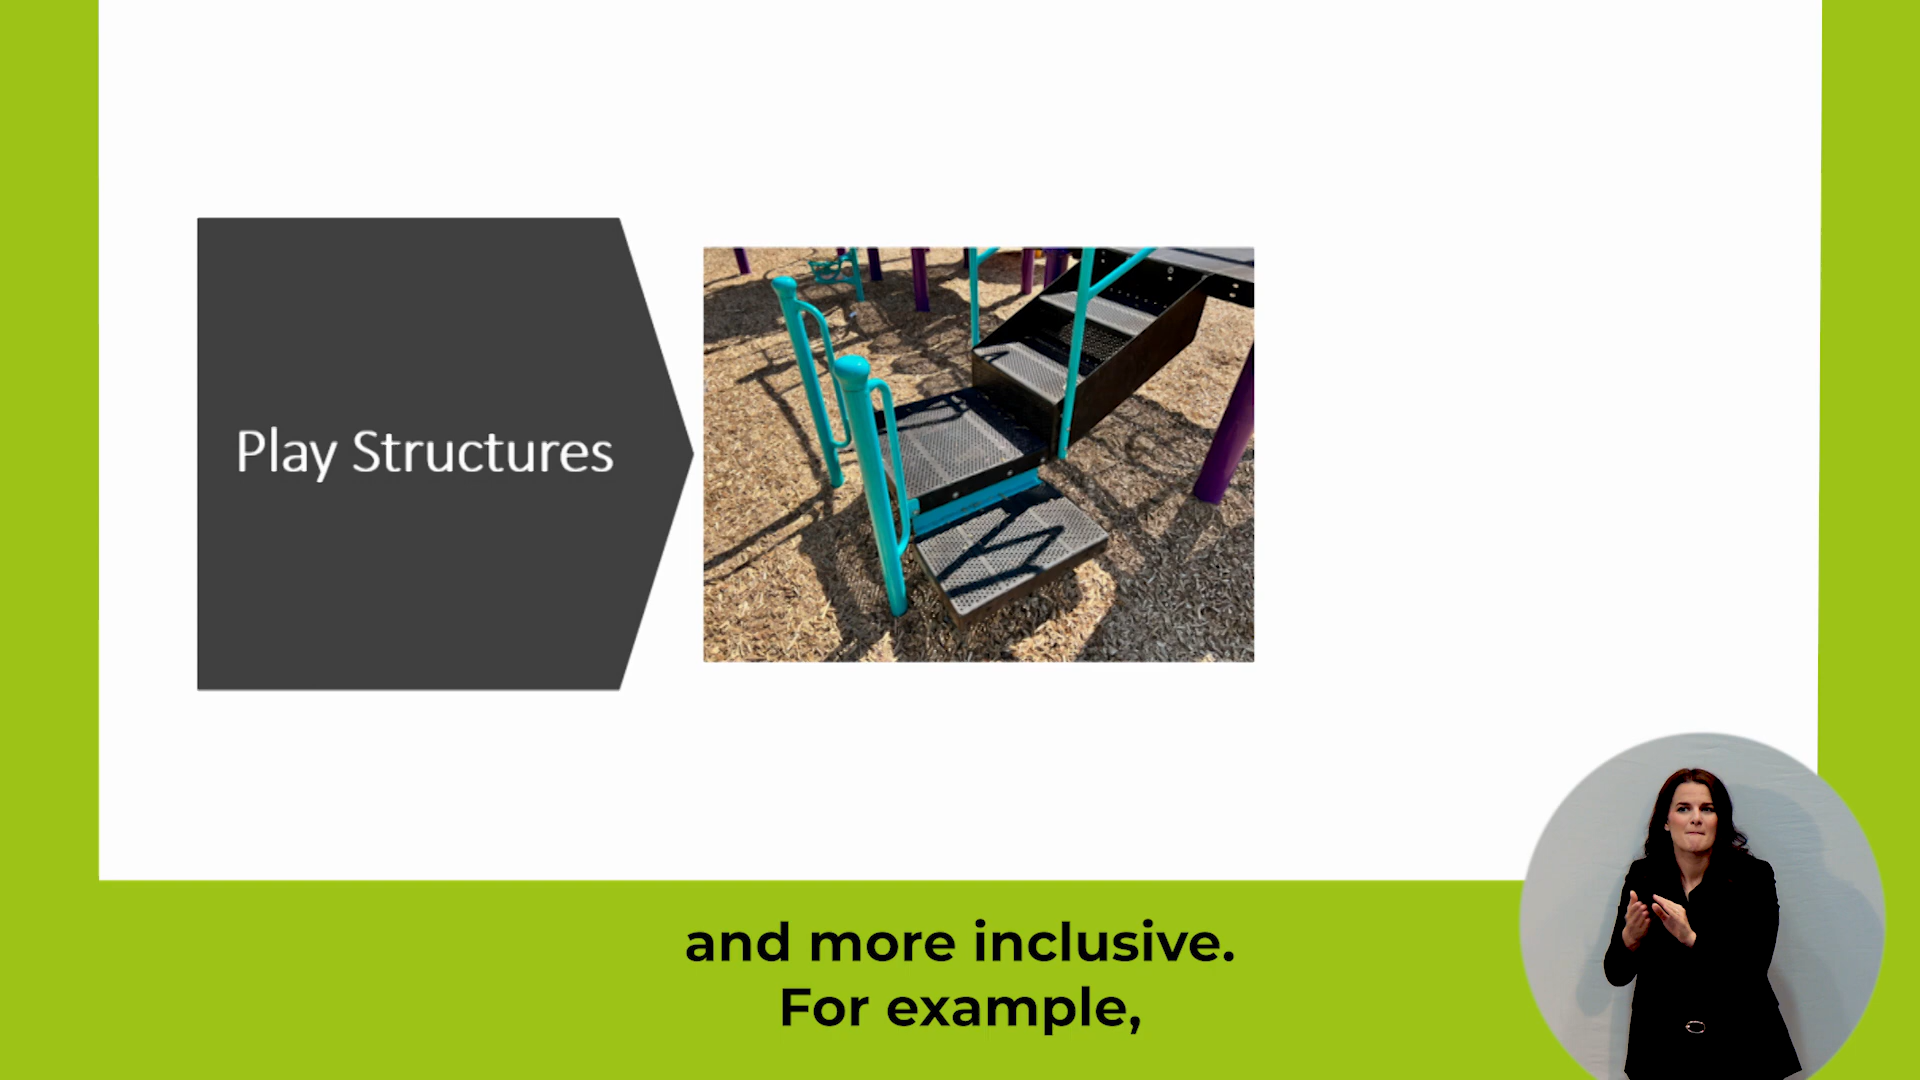 Play Structures
and more inclusive.
For example,